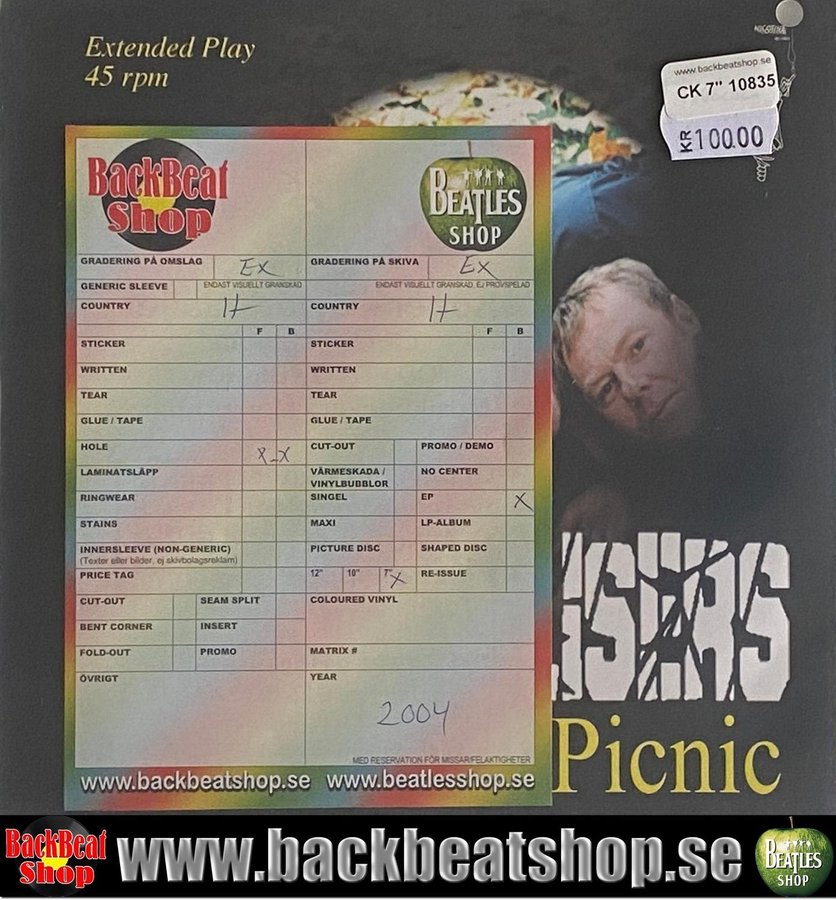 Extended Play
45 rpm
NICOTINE
www.backbeatshop.se
CK 7" 10835
KR 100.00
BackBeat Shop
BEATLES SHOP
GRADERING PÅ OMSLAG Ex
GRADERING PÅ SKIVA Ex
GENERIC SLEEVE ENDAST VISUELLT GRANSKAD
ENDAST VISUELLT GRANSKAD, EJ PROVSPELAD
COUNTRY It
COUNTRY It
F B
F B
STICKER
STICKER
WRITTEN
WRITTEN
TEAR
TEAR
GLUE / TAPE
GLUE / TAPE
HOLE
CUT-OUT PROMO / DEMO
LAMINATSLÄPP
VÄRMESKADA / VINYLBUBBLOR NO CENTER
RINGWEAR
SINGEL EP X
STAINS
MAXI LP-ALBUM
INNERSLEEVE (NON-GENERIC)
(Texter eller bilder, ej skivbolagsreklam)
PICTURE DISC SHAPED DISC
PRICE TAG
12" 10" 7" X RE-ISSUE
CUT-OUT SEAM SPLIT
COLOURED VINYL
BENT CORNER INSERT
FOLD-OUT PROMO
MATRIX #
ÖVRIGT
YEAR
2004
MED RESERVATION FÖR MISSAR/FELAKTIGHETER
www.backbeatshop.se www.beatlesshop.se
SERS
Picnic
BackBeat Shop www.backbeatshop.se BEATLES SHOP